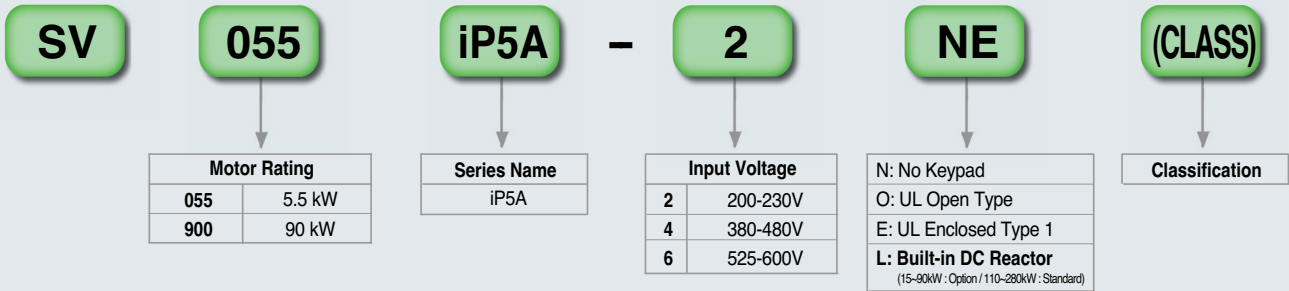 SV 055 iP5A – 2 NE (CLASS)
Motor Rating
055 5.5 kW
900 90 kW
Series Name
iP5A
Input Voltage
2 200-230V
4 380-480V
6 525-600V
N: No Keypad
O: UL Open Type
E: UL Enclosed Type 1
L: Built-in DC Reactor
(15~90kW : Option / 110~280kW : Standard)
Classification